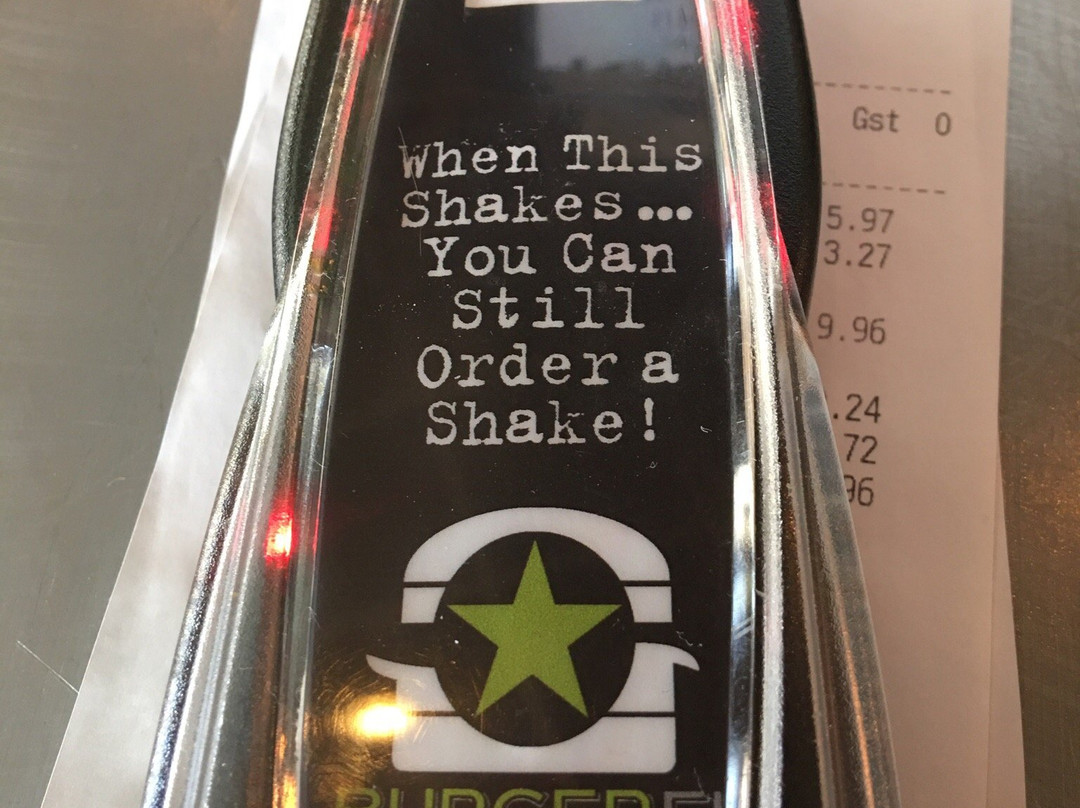 When This
Shakes...
You Can
Still
Order a
Shake!
Gst 0
5.97
3.27
9.96
.24
72
96